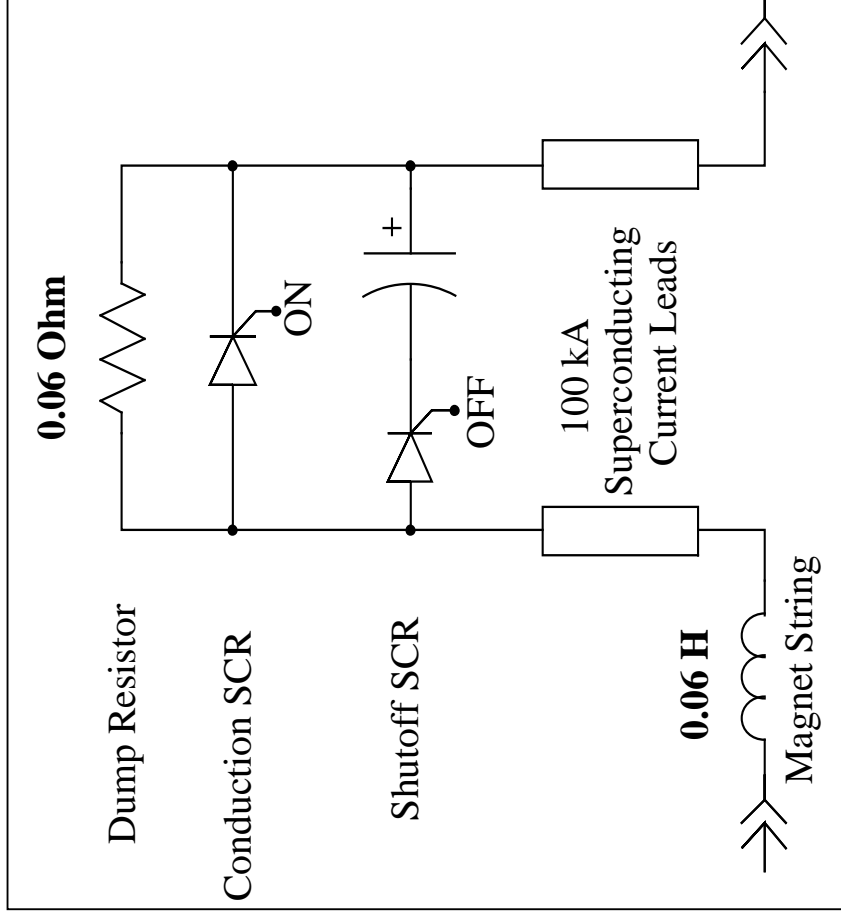 0.06 Ohm
Dump Resistor
ON
Conduction SCR
+
OFF
Shutoff SCR
100 kA
Superconducting
Current Leads
0.06 H
Magnet String